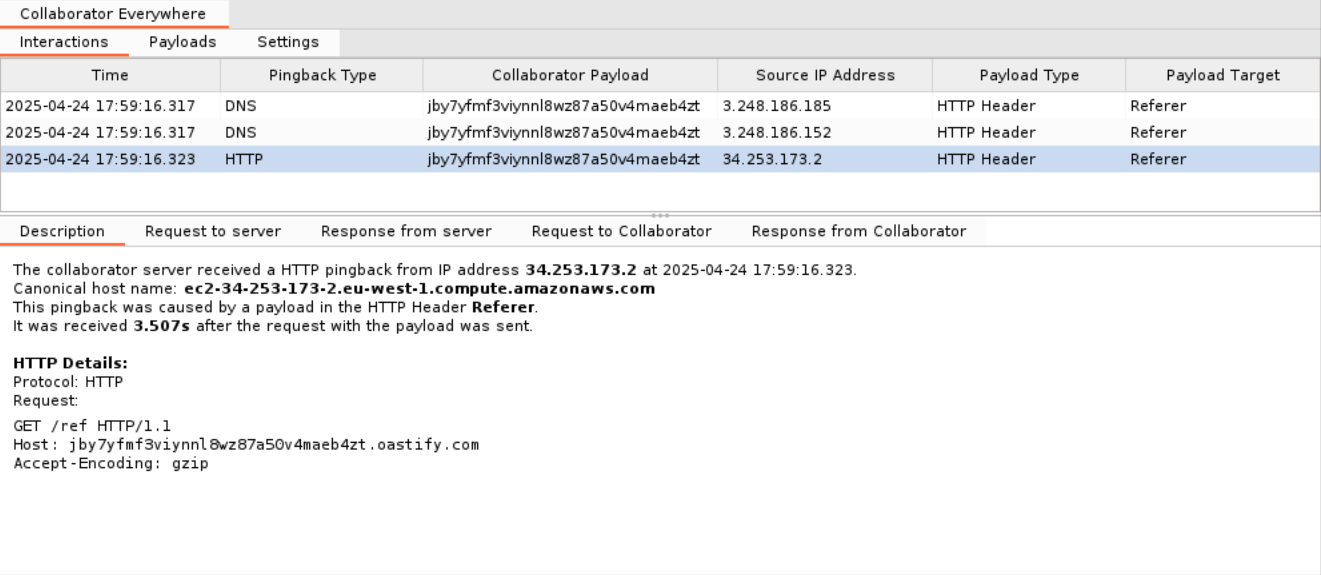 Collaborator Everywhere
Interactions Payloads Settings
Time Pingback Type Collaborator Payload Source IP Address Payload Type Payload Target
2025-04-24 17:59:16.317 DNS jby7yfmf3viynnl8wz87a50v4maeb4zt 3.248.186.185 HTTP Header Referer
2025-04-24 17:59:16.317 DNS jby7yfmf3viynnl8wz87a50v4maeb4zt 3.248.186.152 HTTP Header Referer
2025-04-24 17:59:16.323 HTTP jby7yfmf3viynnl8wz87a50v4maeb4zt 34.253.173.2 HTTP Header Referer
Description Request to server Response from server Request to Collaborator Response from Collaborator
The collaborator server received a HTTP pingback from IP address 34.253.173.2 at 2025-04-24 17:59:16.323.
Canonical host name: ec2-34-253-173-2.eu-west-1.compute.amazonaws.com
This pingback was caused by a payload in the HTTP Header Referer.
It was received 3.507s after the request with the payload was sent.
HTTP Details:
Protocol: HTTP
Request:
GET /ref HTTP/1.1
Host: jby7yfmf3viynnl8wz87a50v4maeb4zt.oastify.com
Accept-Encoding: gzip